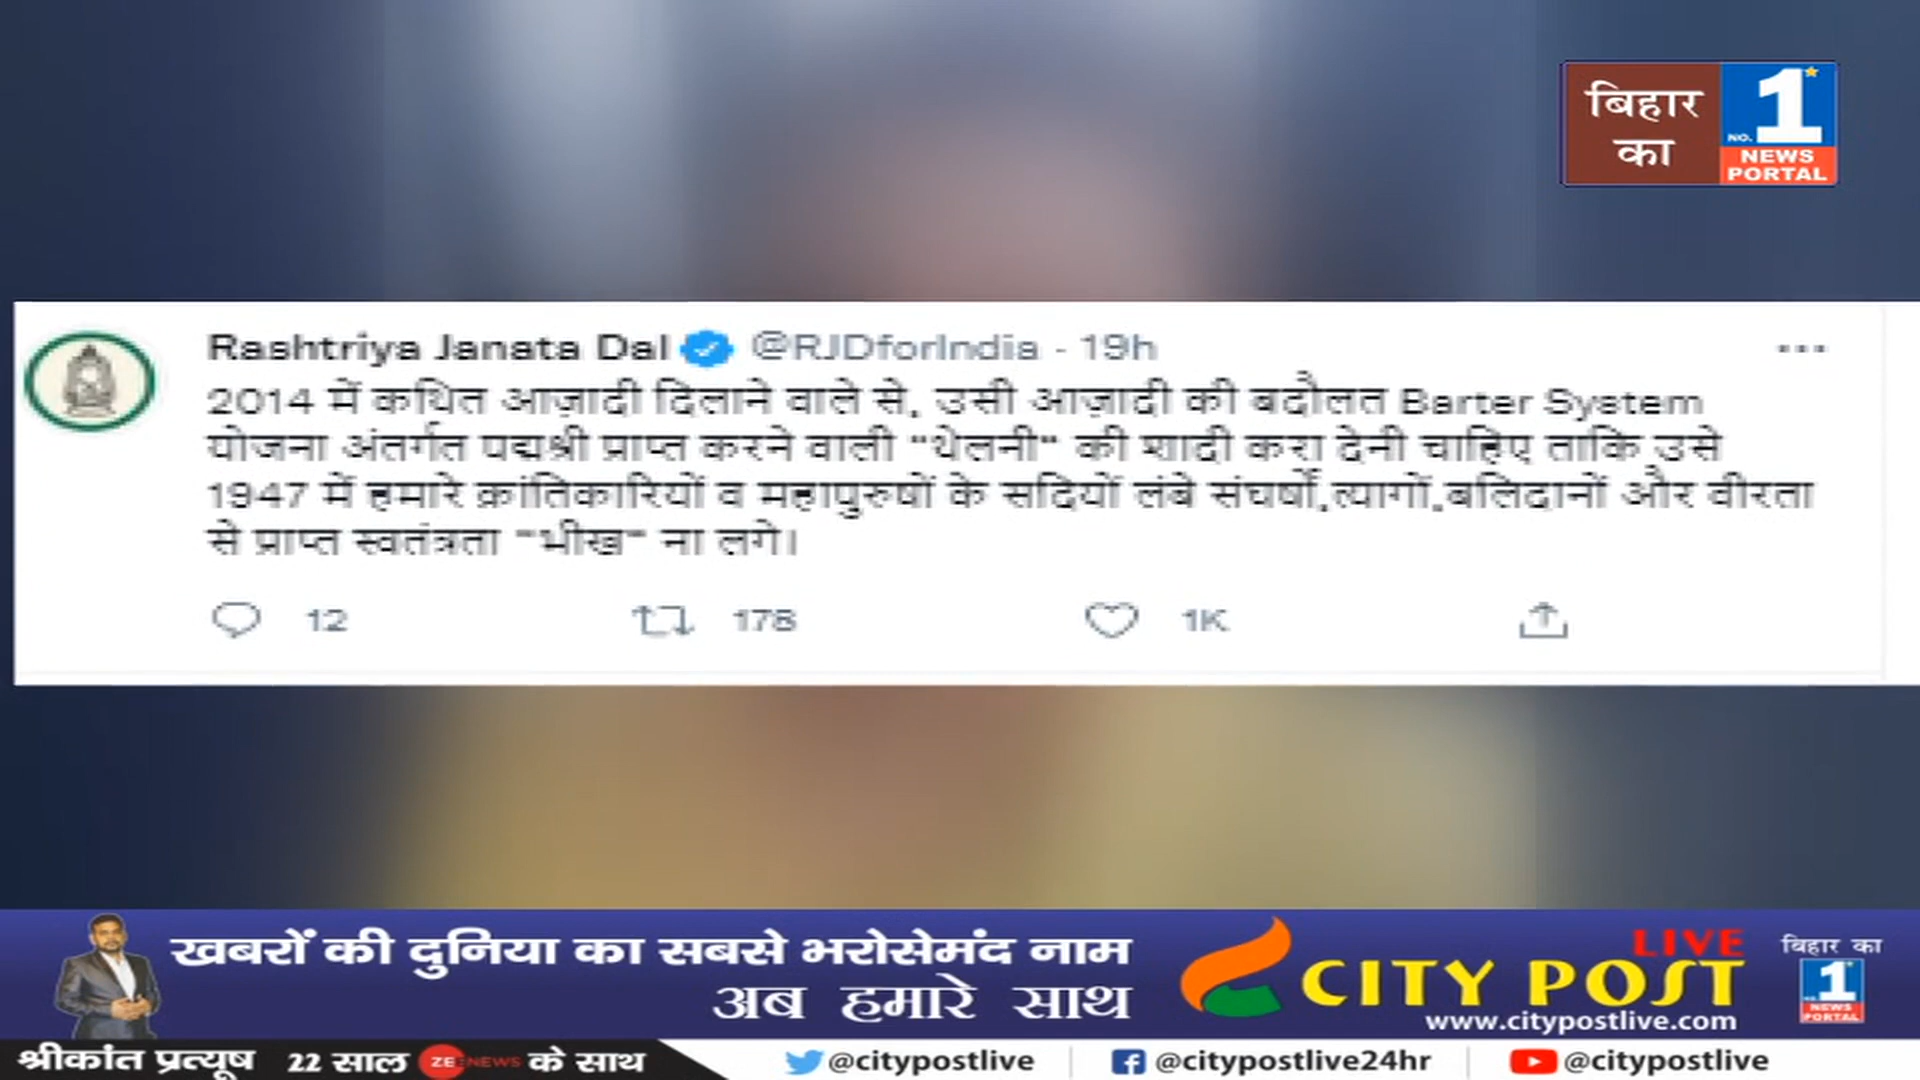 बिहार
का
NO. 1
NEWS
PORTAL
Rashtriya Janata Dal @RJDforIndia · 19h
2014 में कथित आज़ादी दिलाने वाले से, उसी आज़ादी की बदौलत Barter System
योजना अंतर्गत पद्मश्री प्राप्त करने वाली "थेलनी" की शादी करा देनी चाहिए ताकि उसे
1947 में हमारे क्रांतिकारियों व महापुरुषों के सदियों लंबे संघर्षों,त्यागों,बलिदानों और वीरता
से प्राप्त स्वतंत्रता "भीख" ना लगे।
12 178 1K
खबरों की दुनिया का सबसे भरोसेमंद नाम
अब हमारे साथ
LIVE
CITY POST
www.citypostlive.com
बिहार का
NO. 1
NEWS
PORTAL
श्रीकांत प्रत्यूष 22 साल ZEE NEWS के साथ
@citypostlive @citypostlive24hr @citypostlive